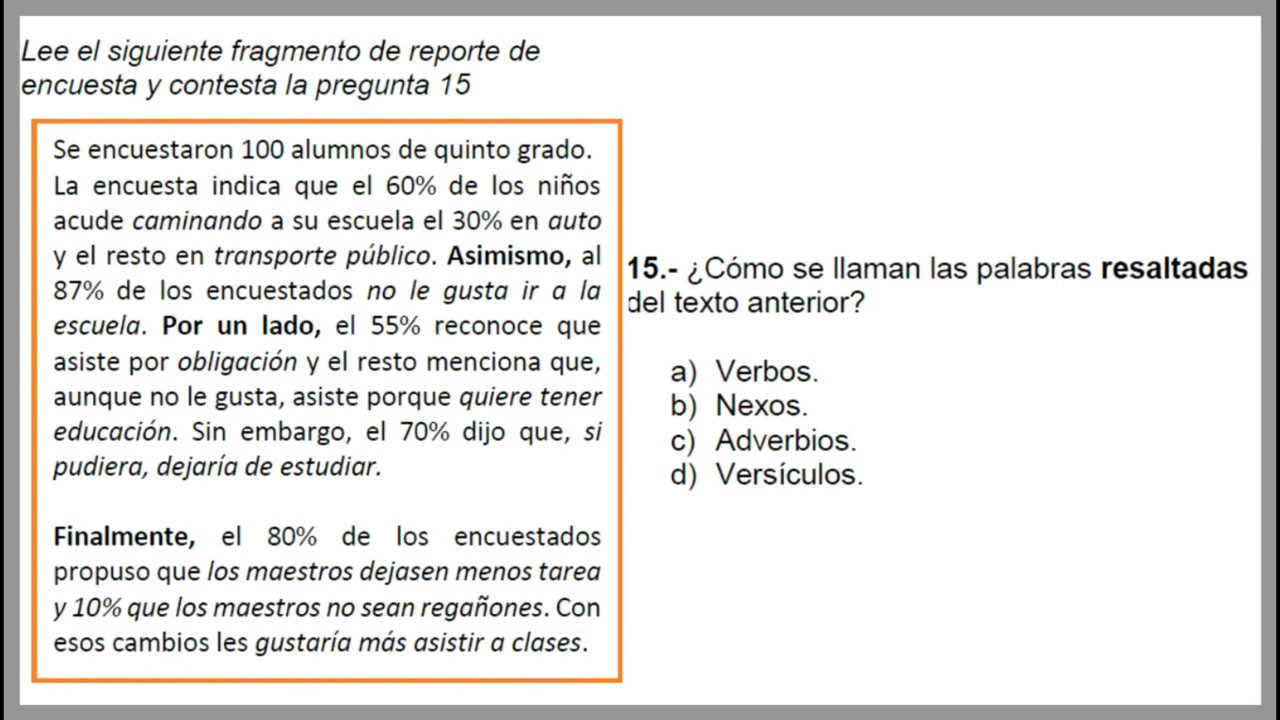 Lee el siguiente fragmento de reporte de
encuesta y contesta la pregunta 15
Se encuestaron 100 alumnos de quinto grado.
La encuesta indica que el 60% de los niños
acude caminando a su escuela el 30% en auto
y el resto en transporte público. Asimismo, al
87% de los encuestados no le gusta ir a la
escuela. Por un lado, el 55% reconoce que
asiste por obligación y el resto menciona que,
aunque no le gusta, asiste porque quiere tener
educación. Sin embargo, el 70% dijo que, si
pudiera, dejaría de estudiar.
Finalmente, el 80% de los encuestados
propuso que los maestros dejasen menos tarea
y 10% que los maestros no sean regañones. Con
esos cambios les gustaría más asistir a clases.
15.- ¿Cómo se llaman las palabras resaltadas
del texto anterior?
a) Verbos.
b) Nexos.
c) Adverbios.
d) Versículos.